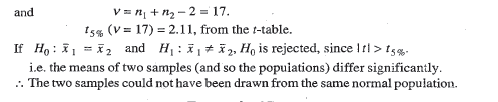 and ν = n₁ + n₂ – 2 = 17.
t₅% (ν = 17) = 2.11, from the t-table.
If H₀ : x̄₁ = x̄₂ and H₁ : x̄₁ ≠ x̄₂, H₀ is rejected, since |t| > t₅%.
i.e. the means of two samples (and so the populations) differ significantly.
∴ The two samples could not have been drawn from the same normal population.